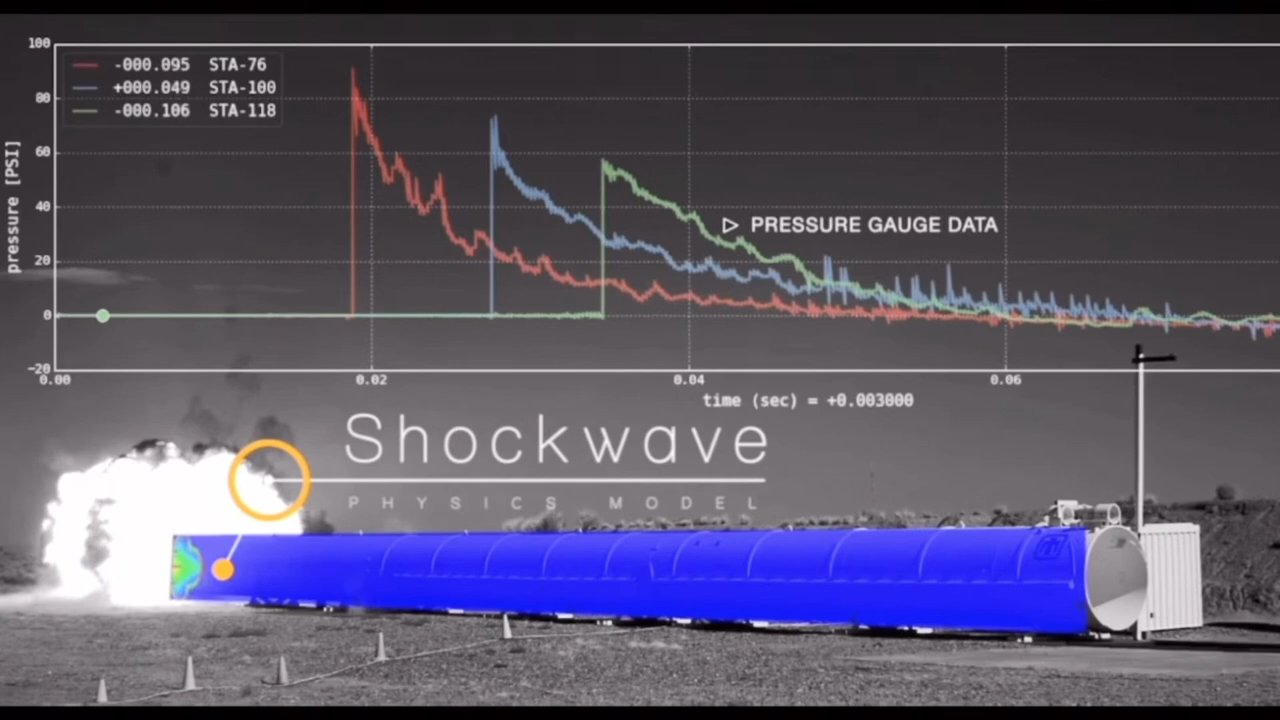 100
80
60
40
20
0
-20
pressure [PSI]
-000.095 STA-76
+000.049 STA-100
-000.106 STA-118
▷ PRESSURE GAUGE DATA
0.00 0.02 0.04 0.06
time (sec) = +0.003000
Shockwave
PHYSICS MODEL